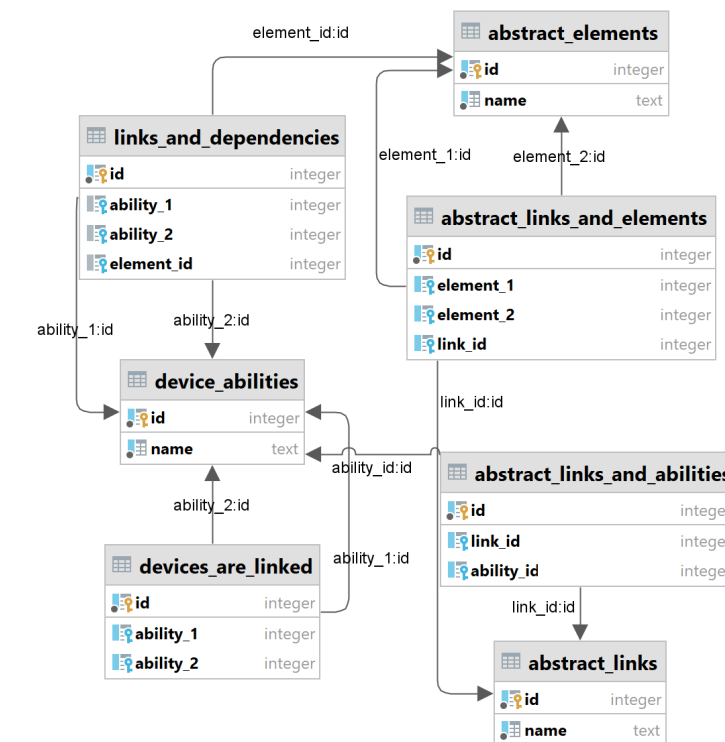 element_id:id
abstract_elements
id integer
name text
links_and_dependencies
id integer
ability_1 integer
ability_2 integer
element_id integer
element_1:id
element_2:id
abstract_links_and_elements
id integer
element_1 integer
element_2 integer
link_id integer
ability_1:id
ability_2:id
device_abilities
id integer
name text
link_id:id
ability_id:id
abstract_links_and_abilities
id intege
link_id intege
ability_id intege
ability_2:id
ability_1:id
devices_are_linked
id integer
ability_1 integer
ability_2 integer
link_id:id
abstract_links
id integer
name text